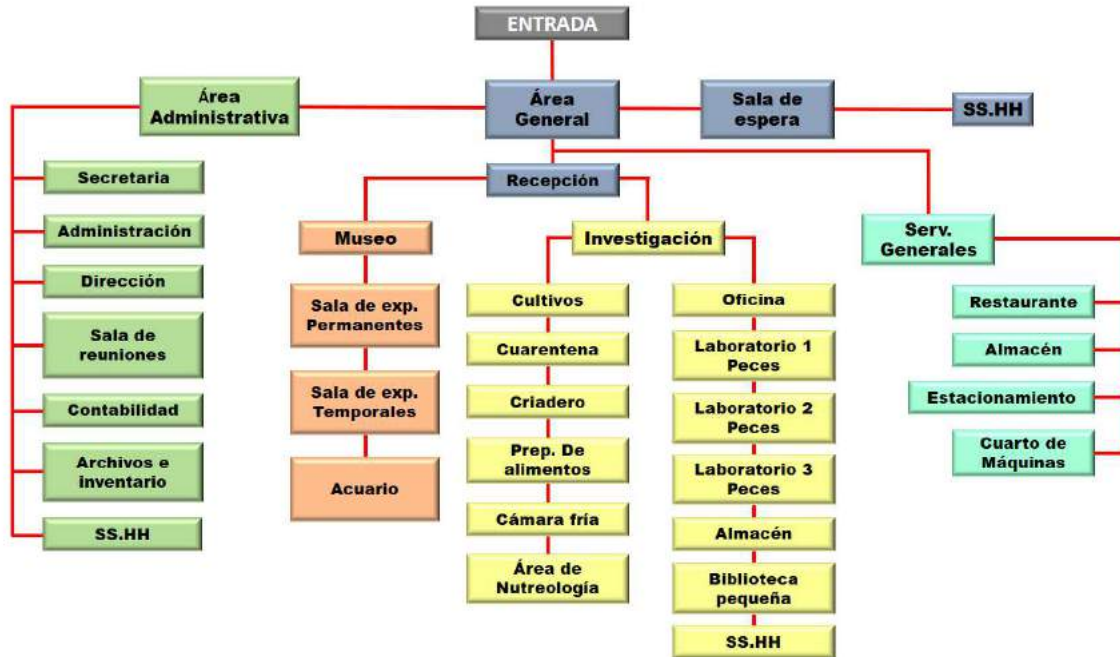 ENTRADA
Área
Administrativa
Área
General
Sala de
espera
SS.HH
Secretaria
Administración
Dirección
Sala de
reuniones
Contabilidad
Archivos e
inventario
SS.HH
Recepción
Museo
Sala de exp.
Permanentes
Sala de exp.
Temporales
Acuario
Investigación
Cultivos
Cuarentena
Criadero
Prep. De
alimentos
Cámara fría
Área de
Nutreología
Oficina
Laboratorio 1
Peces
Laboratorio 2
Peces
Laboratorio 3
Peces
Almacén
Biblioteca
pequeña
SS.HH
Serv.
Generales
Restaurante
Almacén
Estacionamiento
Cuarto de
Máquinas